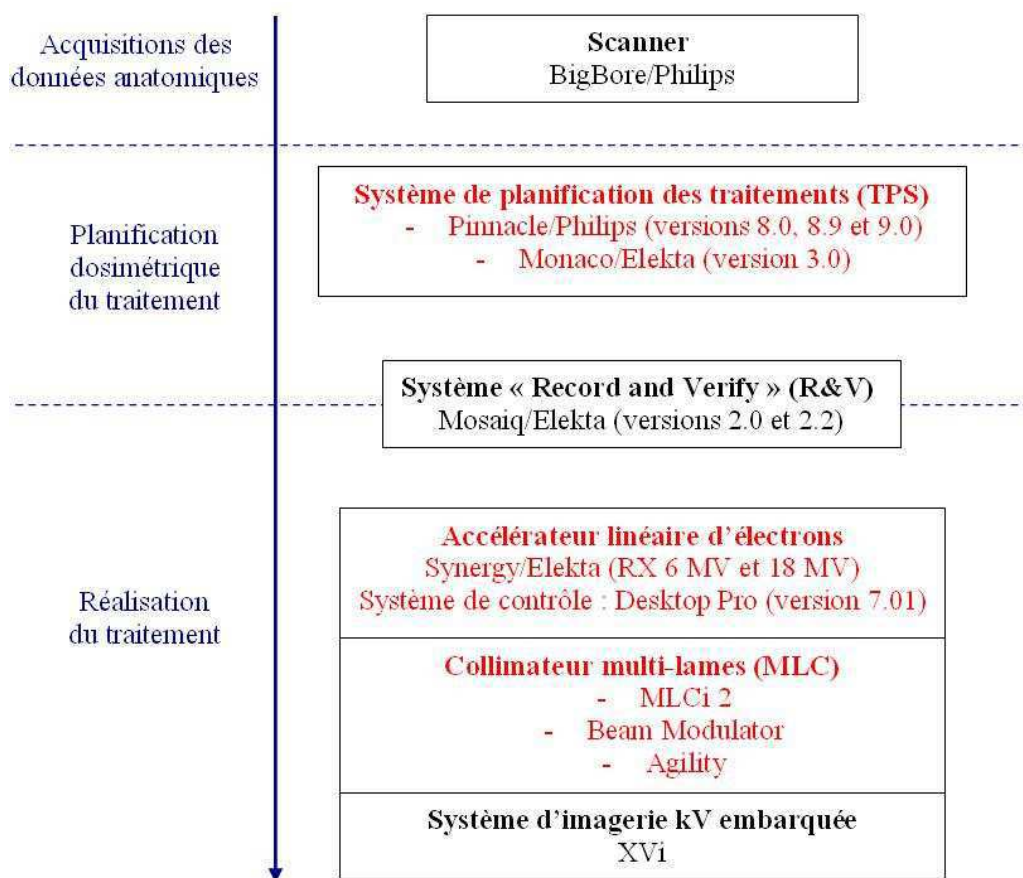 Acquisitions des
données anatomiques
Scanner
BigBore/Philips
Planification
dosimétrique
du traitement
Système de planification des traitements (TPS)
- Pinnacle/Philips (versions 8.0, 8.9 et 9.0)
- Monaco/Elekta (version 3.0)
Système « Record and Verify » (R&V)
Mosaiq/Elekta (versions 2.0 et 2.2)
Réalisation
du traitement
Accélérateur linéaire d’électrons
Synergy/Elekta (RX 6 MV et 18 MV)
Système de contrôle : Desktop Pro (version 7.01)
Collimateur multi-lames (MLC)
- MLCi 2
- Beam Modulator
- Agility
Système d’imagerie kV embarquée
XVi